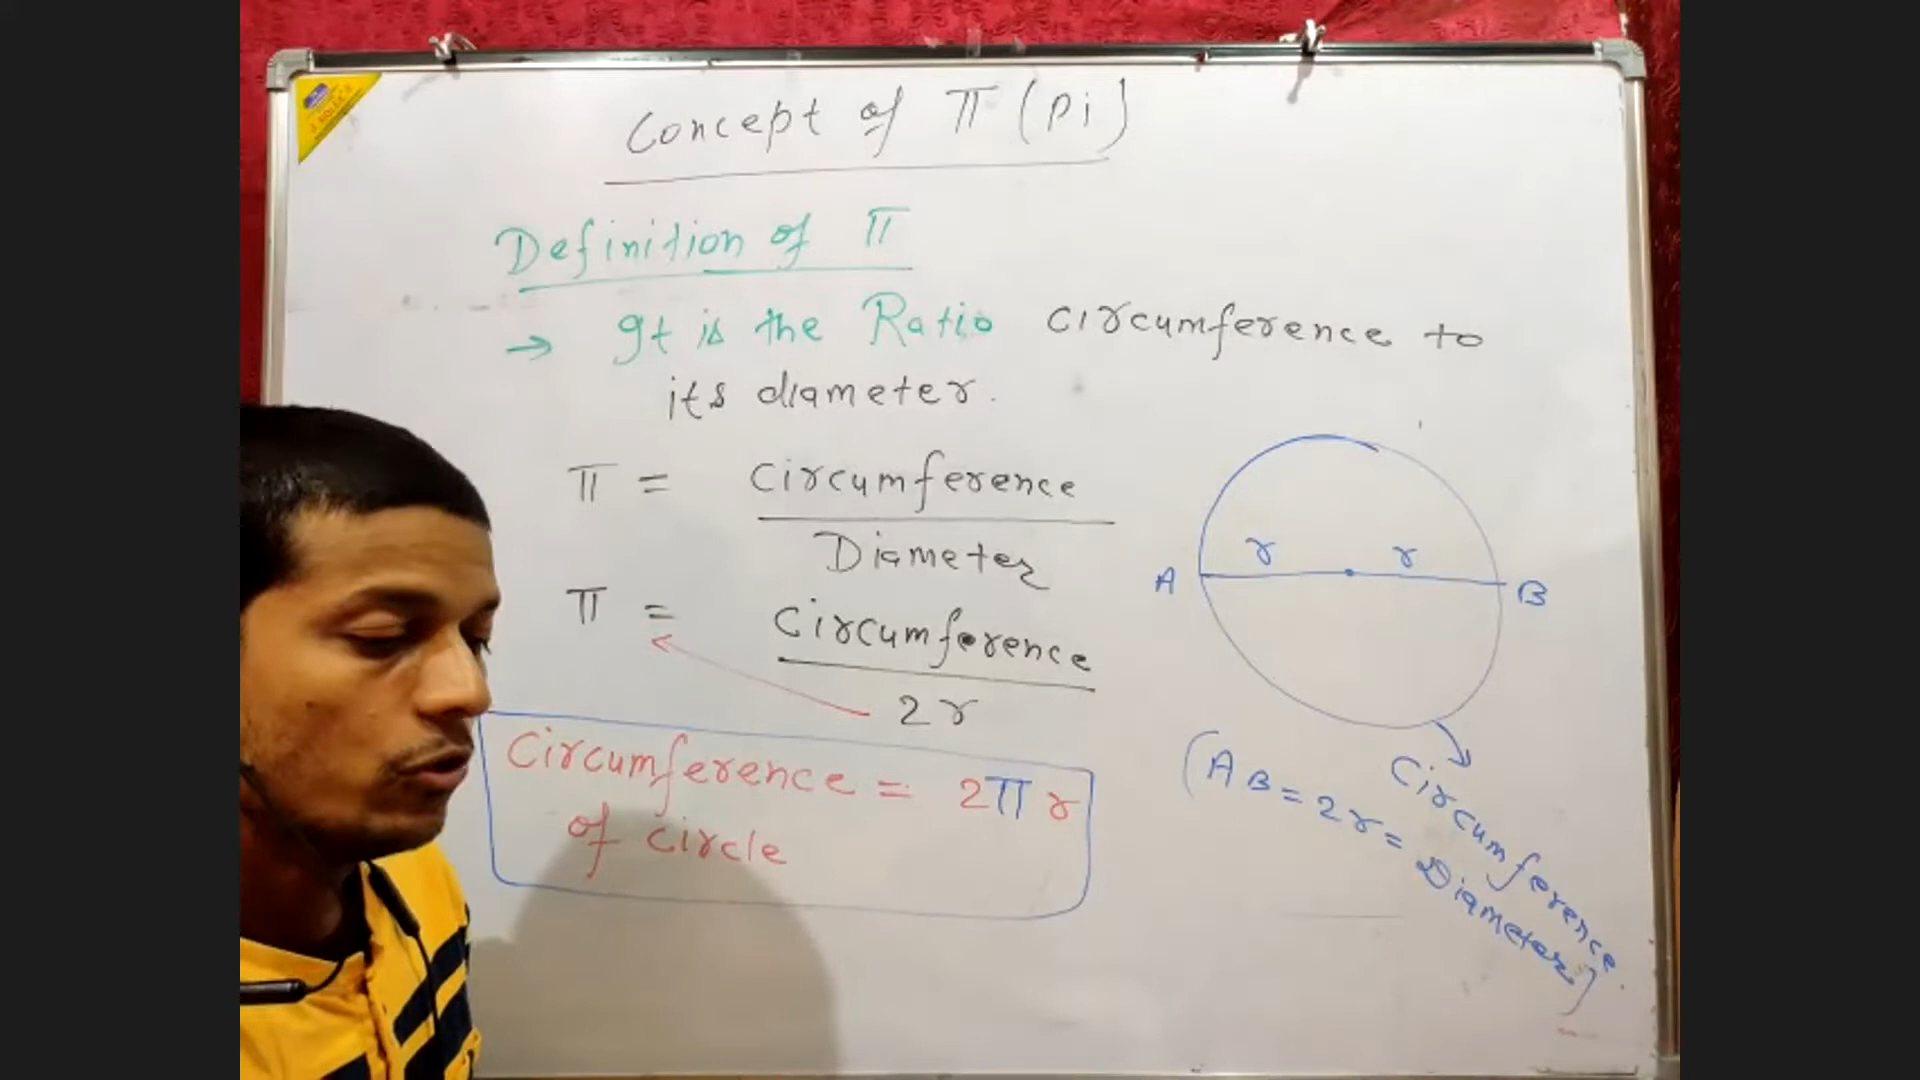 Concept of π (pi)
Definition of π
→ It is the Ratio circumference to
its diameter.
π = Circumference
Diameter
π = Circumference
2r
Circumference = 2πr
of circle
r r
A B
Circumference
(AB = 2r = Diameter)